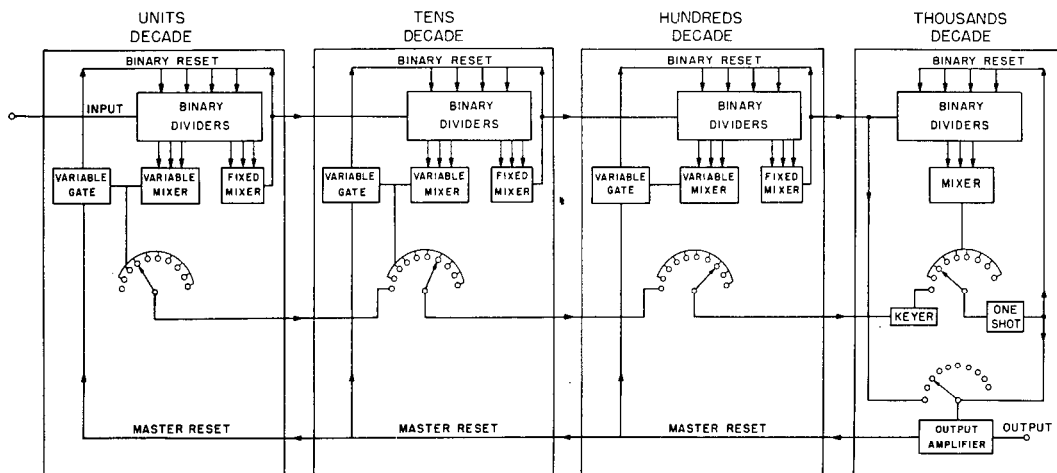 UNITS
DECADE
BINARY RESET
INPUT
BINARY
DIVIDERS
VARIABLE
GATE
VARIABLE
MIXER
FIXED
MIXER
TENS
DECADE
BINARY RESET
BINARY
DIVIDERS
VARIABLE
GATE
VARIABLE
MIXER
FIXED
MIXER
HUNDREDS
DECADE
BINARY RESET
BINARY
DIVIDERS
VARIABLE
GATE
VARIABLE
MIXER
FIXED
MIXER
THOUSANDS
DECADE
BINARY RESET
BINARY
DIVIDERS
MIXER
KEYER
ONE
SHOT
MASTER RESET
MASTER RESET
OUTPUT
AMPLIFIER
OUTPUT